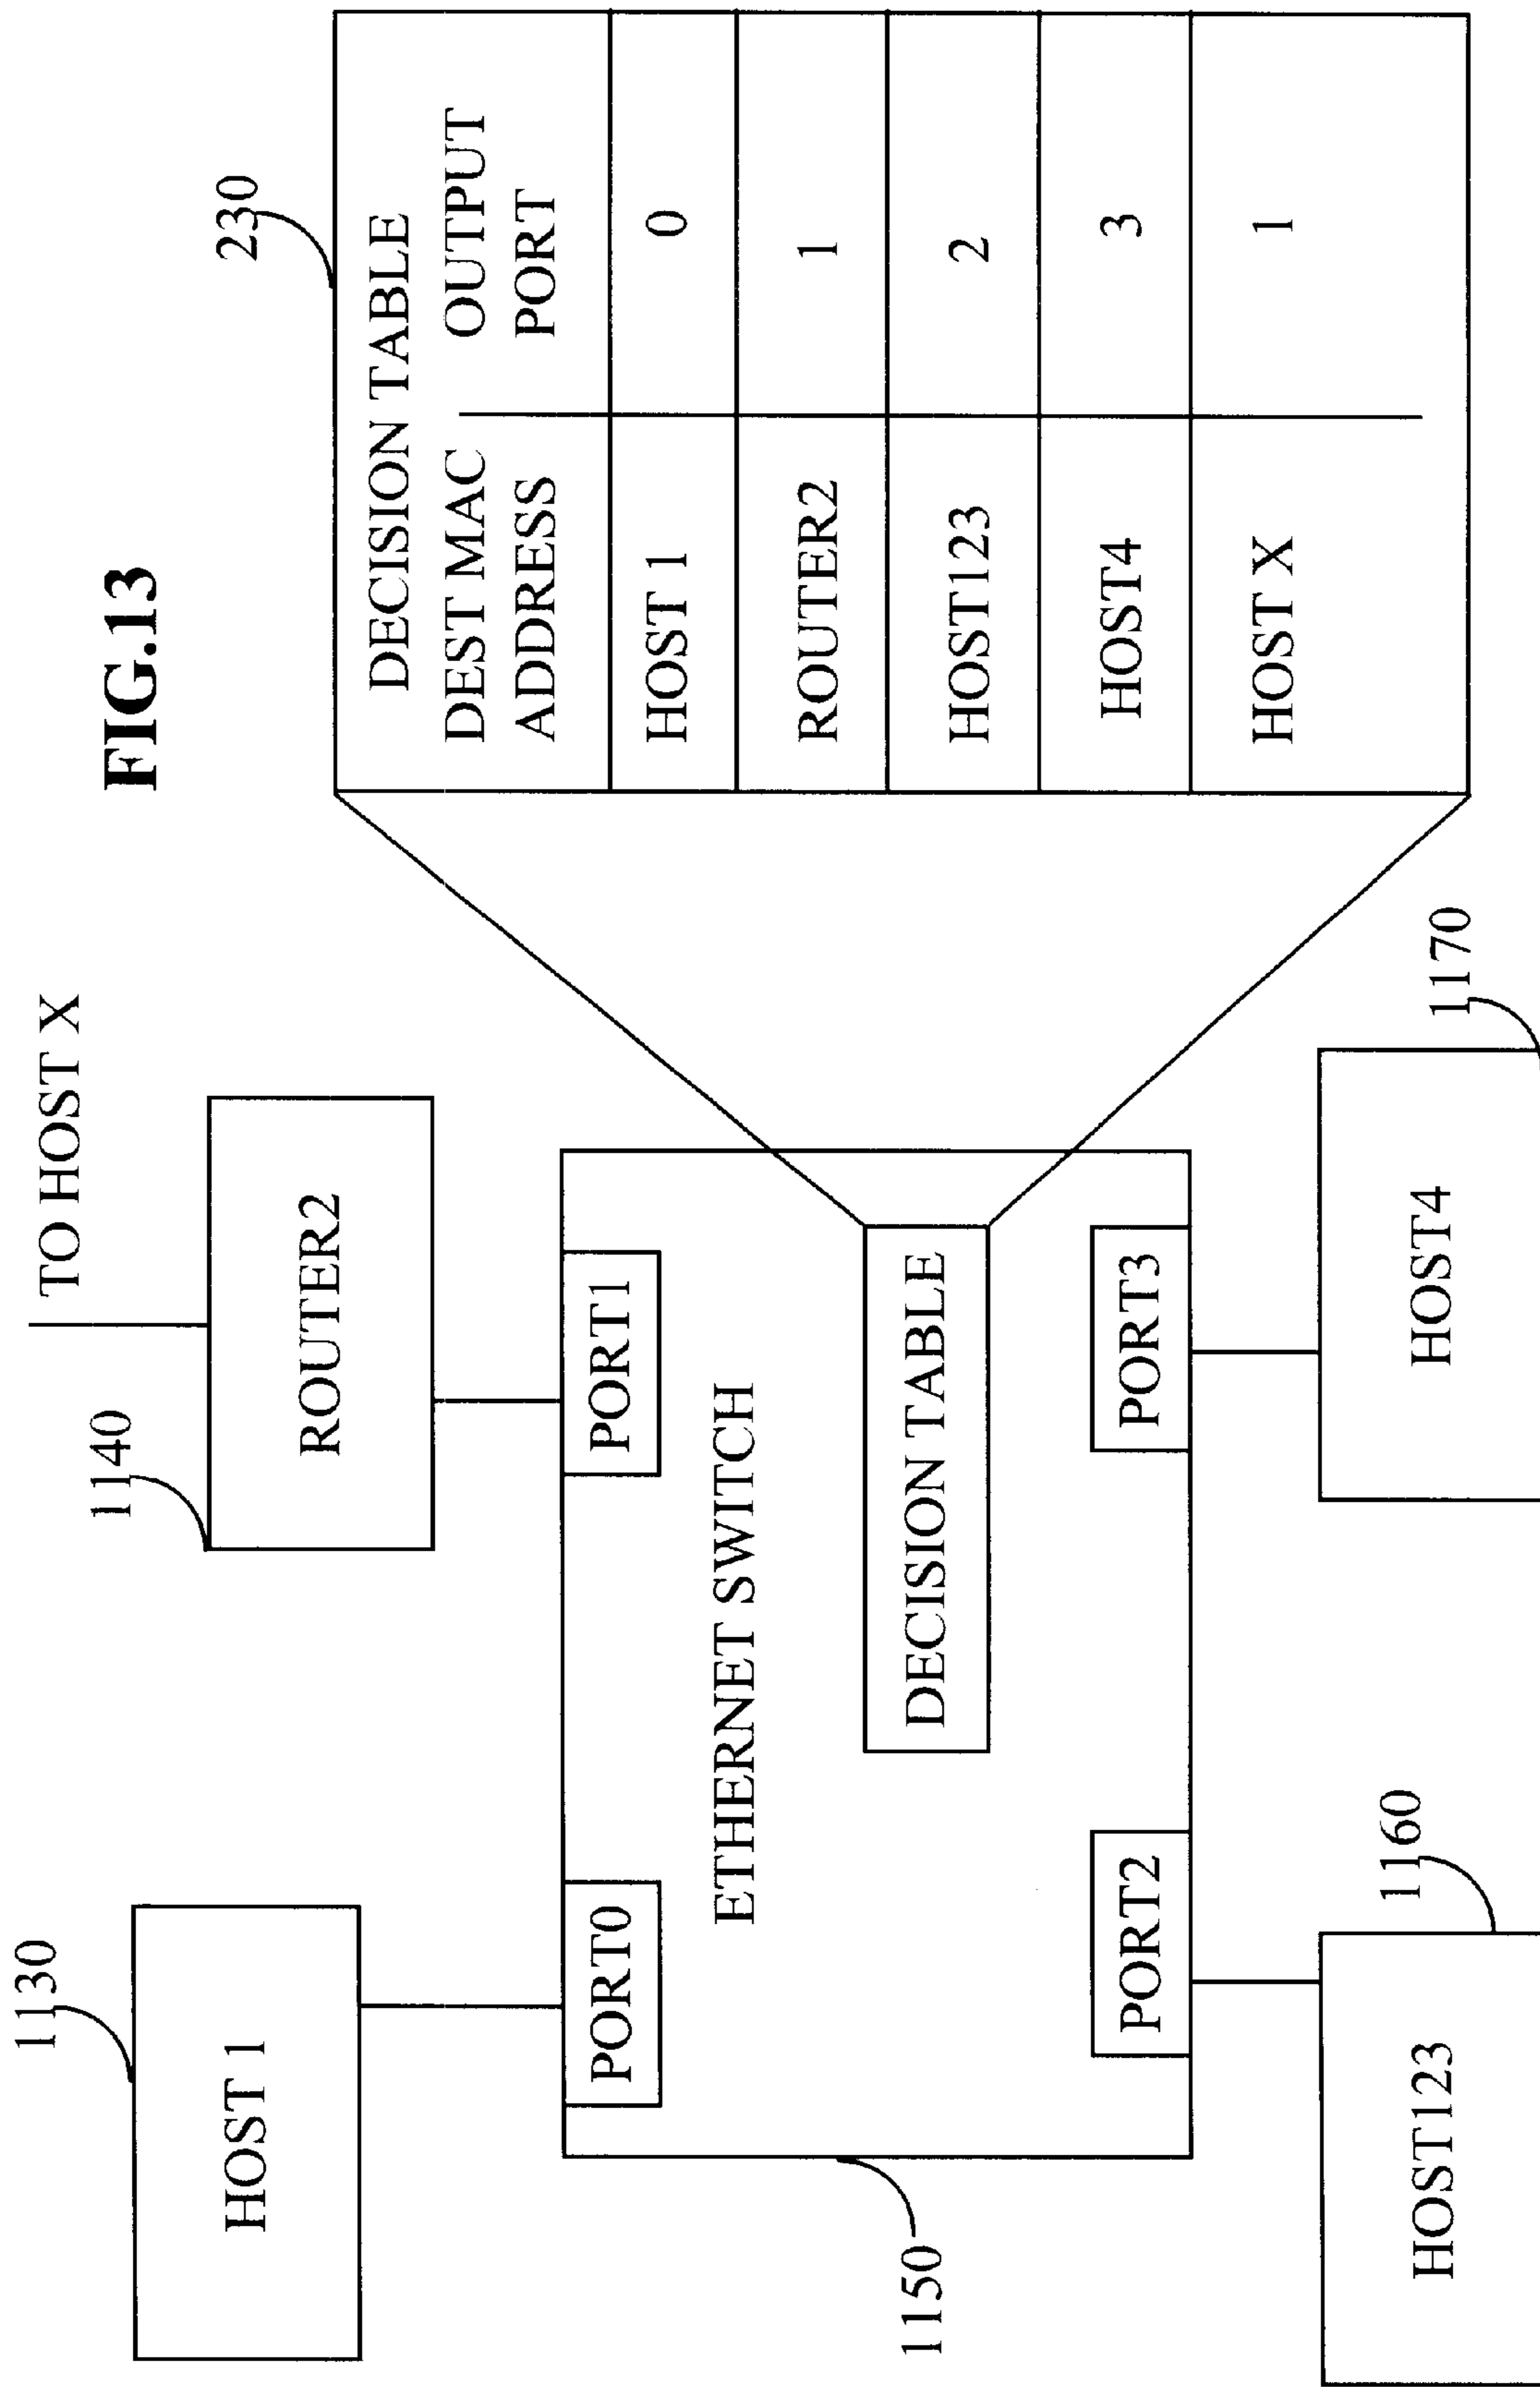 FIG.13
1130
HOST 1
1140
ROUTER2
TO HOST X
PORT0
PORT1
ETHERNET SWITCH
DECISION TABLE
PORT2
PORT3
1150
1160
HOST123
1170
HOST4
230
DECISION TABLE
DEST MAC ADDRESS
OUTPUT PORT
HOST 1 0
ROUTER2 1
HOST123 2
HOST4 3
HOST X 1